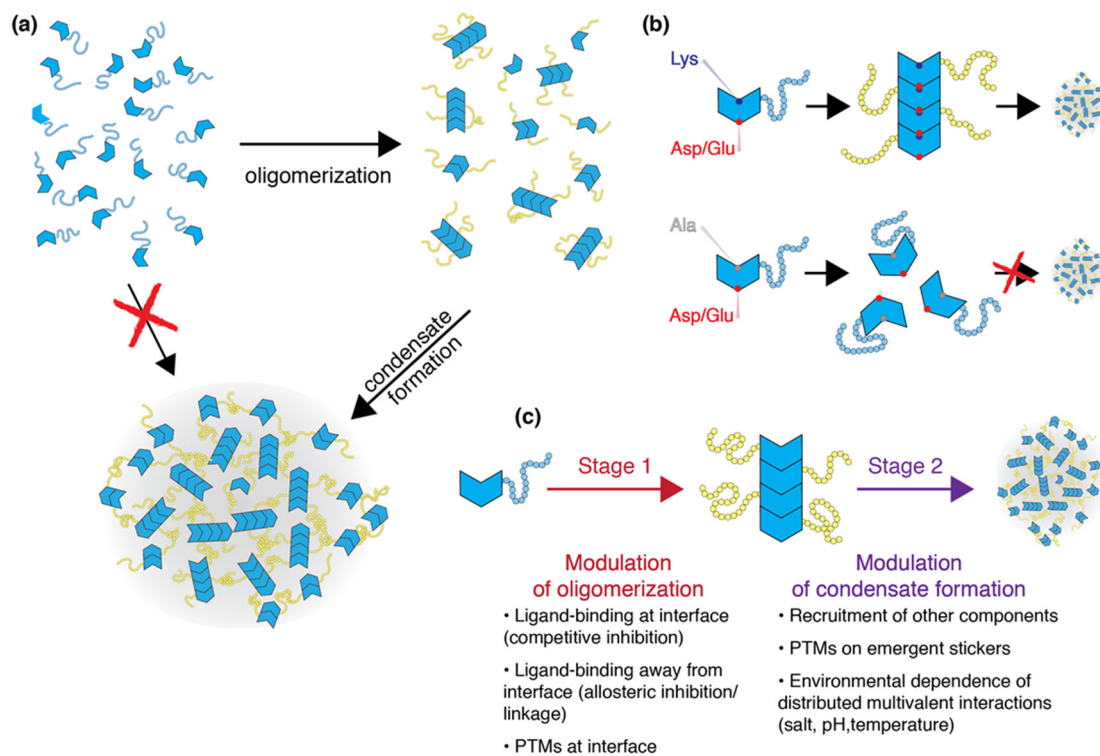 (a)
oligomerization
condensate
formation
(b)
Lys
Asp/Glu
Ala
Asp/Glu
(c)
Stage 1
Stage 2
Modulation
of oligomerization
• Ligand-binding at interface
(competitive inhibition)
• Ligand-binding away from
interface (allosteric inhibition/
linkage)
• PTMs at interface
Modulation
of condensate formation
• Recruitment of other components
• PTMs on emergent stickers
• Environmental dependence of
distributed multivalent interactions
(salt, pH,temperature)